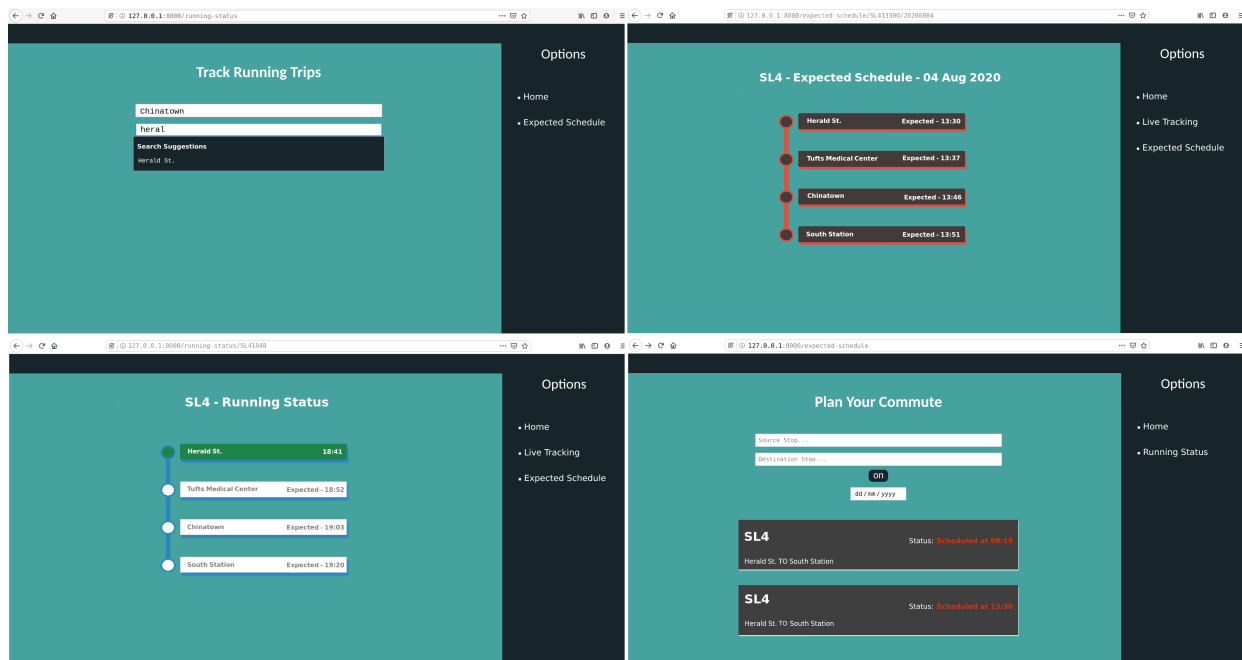 127.0.0.1:8000/running-status
Options
Track Running Trips
Home
Chinatown
Expected Schedule
heral
Search Suggestions
Herald St.
127.0.0.1:8000/expected-schedule/SL413300/20200804
Options
SL4 - Expected Schedule - 04 Aug 2020
Home
Live Tracking
Expected Schedule
Herald St. Expected - 13:30
Tufts Medical Center Expected - 13:37
Chinatown Expected - 13:46
South Station Expected - 13:51
127.0.0.1:8000/running-status/SL41840
Options
SL4 - Running Status
Home
Live Tracking
Expected Schedule
Herald St. 18:41
Tufts Medical Center Expected - 18:52
Chinatown Expected - 19:03
South Station Expected - 19:20
127.0.0.1:8000/expected-schedule
Options
Plan Your Commute
Home
Running Status
Source Stop...
Destination Stop...
on
dd / mm / yyyy
SL4
Status: Scheduled at 09:15
Herald St. TO South Station
SL4
Status: Scheduled at 13:30
Herald St. TO South Station